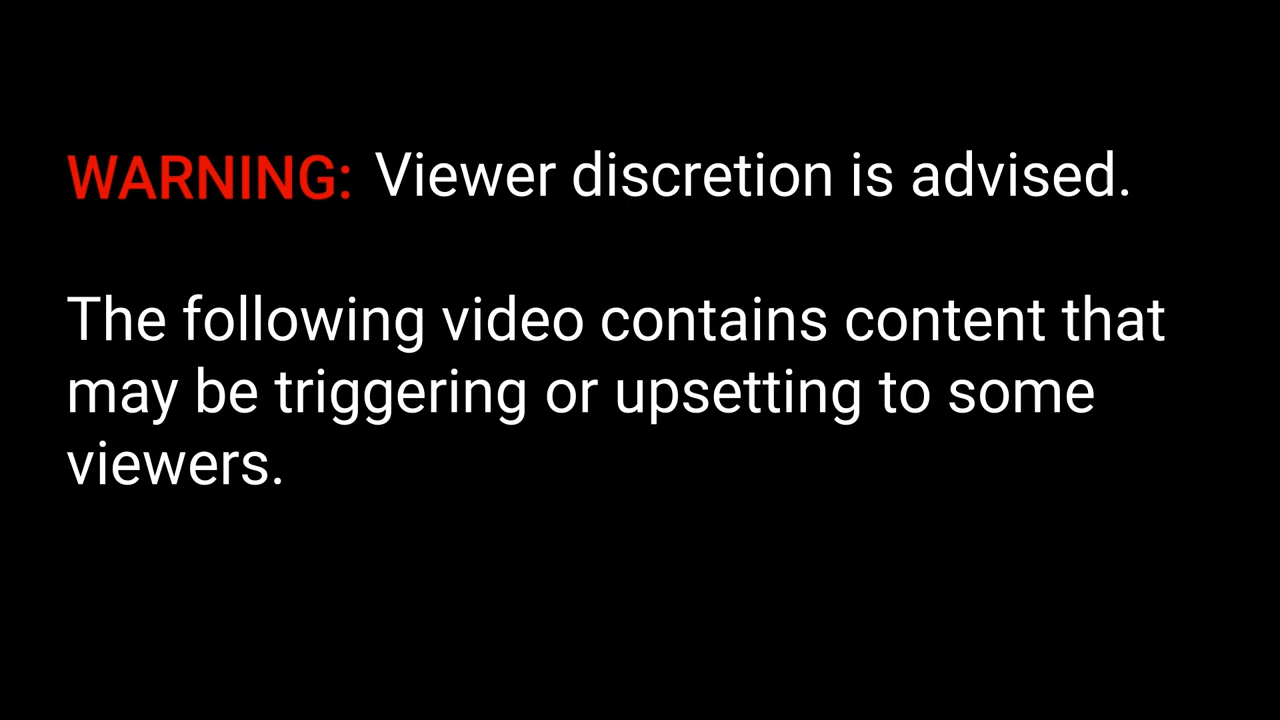 WARNING: Viewer discretion is advised.
The following video contains content that
may be triggering or upsetting to some
viewers.